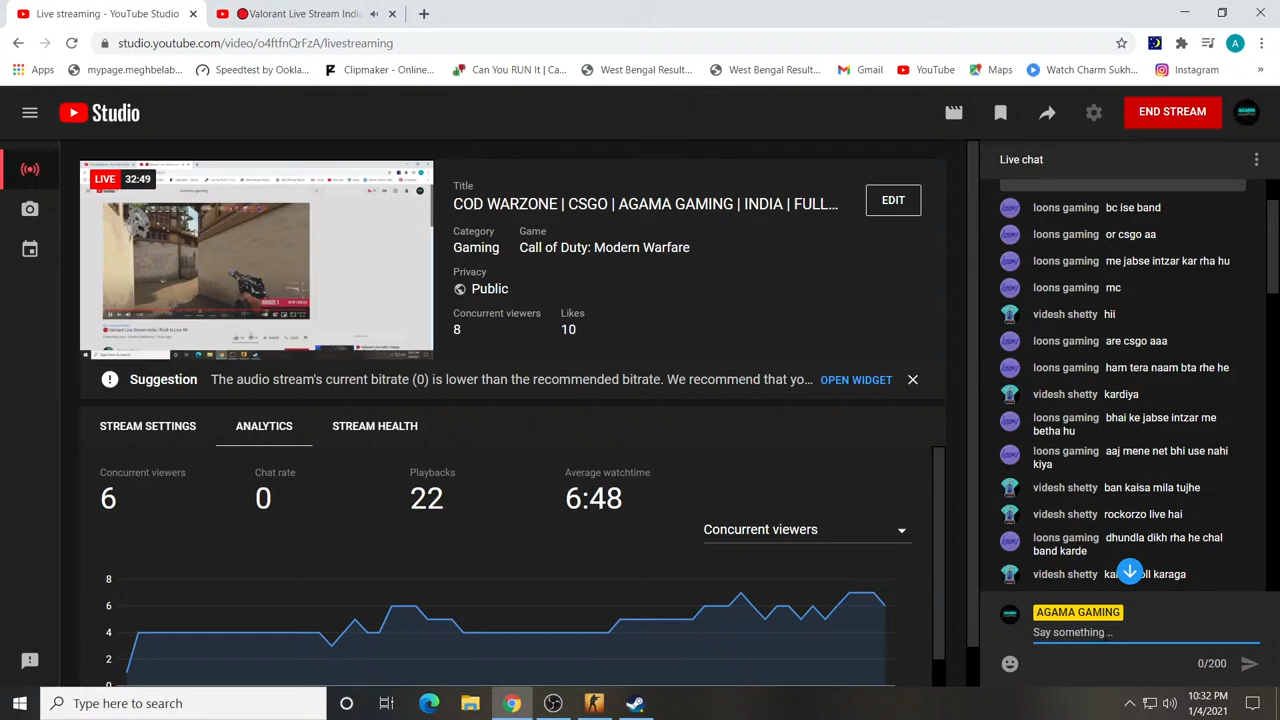 Live streaming - YouTube Studio
Valorant Live Stream India
studio.youtube.com/video/o4ftfnQrFzA/livestreaming
A
Apps
mypage.meghbelab...
Speedtest by Ookla...
Clipmaker - Online...
Can You RUN It | Ca...
West Bengal Result...
West Bengal Result...
Gmail
YouTube
Maps
Watch Charm Sukh...
Instagram
»
Studio
END STREAM
AGAMA
LIVE 32:49
Title
COD WARZONE | CSGO | AGAMA GAMING | INDIA | FULL...
EDIT
Category Game
Gaming Call of Duty: Modern Warfare
Privacy
Public
Concurrent viewers Likes
8 10
Suggestion The audio stream's current bitrate (0) is lower than the recommended bitrate. We recommend that yo... OPEN WIDGET
STREAM SETTINGS ANALYTICS STREAM HEALTH
Concurrent viewers Chat rate Playbacks Average watchtime
6 0 22 6:48
Concurrent viewers
8
6
4
2
0
Live chat
loons gaming bc ise band
loons gaming or csgo aa
loons gaming me jabse intzar kar rha hu
loons gaming mc
videsh shetty hii
loons gaming are csgo aaa
loons gaming ham tera naam bta rhe he
videsh shetty kardiya
loons gaming bhai ke jabse intzar me
betha hu
loons gaming aaj mene net bhi use nahi
kiya
videsh shetty ban kaisa mila tujhe
videsh shetty rockorzo live hai
loons gaming dhundla dikh rha he chal
band karde
videsh shetty
AGAMA GAMING
Say something...
0/200
Type here to search
10:32 PM
1/4/2021